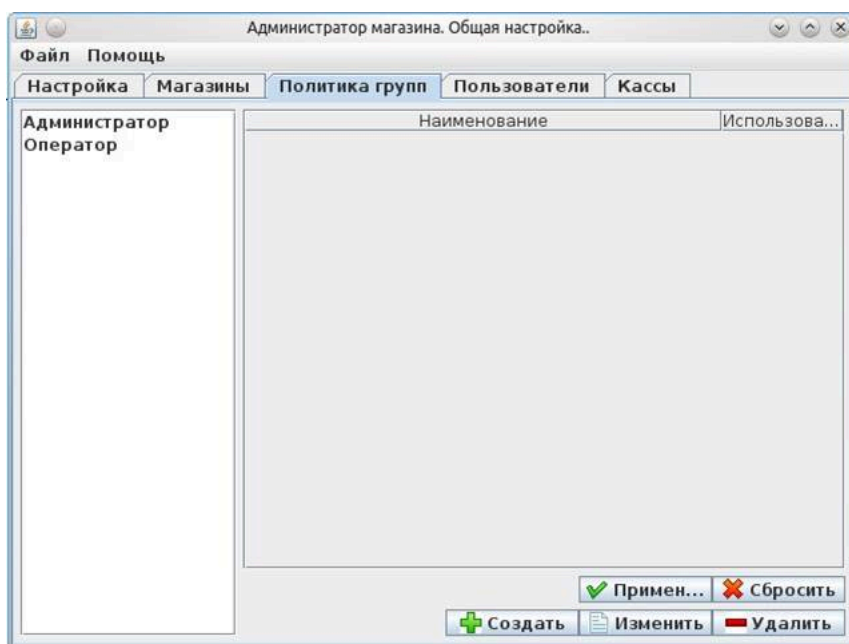 Администратор магазина. Общая настройка..
Файл Помощь
Настройка Магазины Политика групп Пользователи Кассы
Администратор
Оператор
Наименование Использова...
Примен... Сбросить
Создать Изменить Удалить